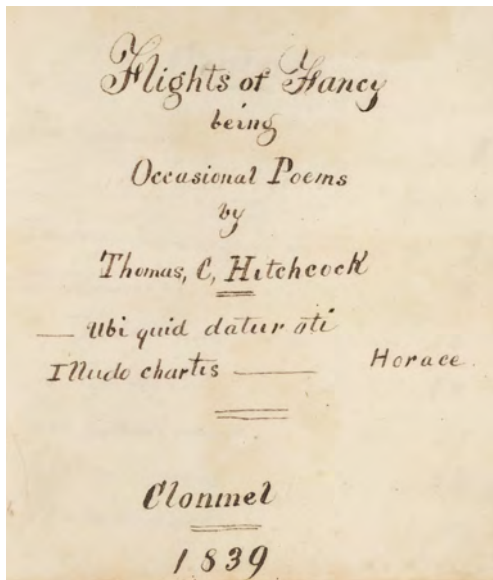 Flights of Fancy
being
Occasional Poems
by
Thomas, C, Hitchcock
— Ubi quid datur oti
Illudo chartis — Horace.
Clonmel
1839